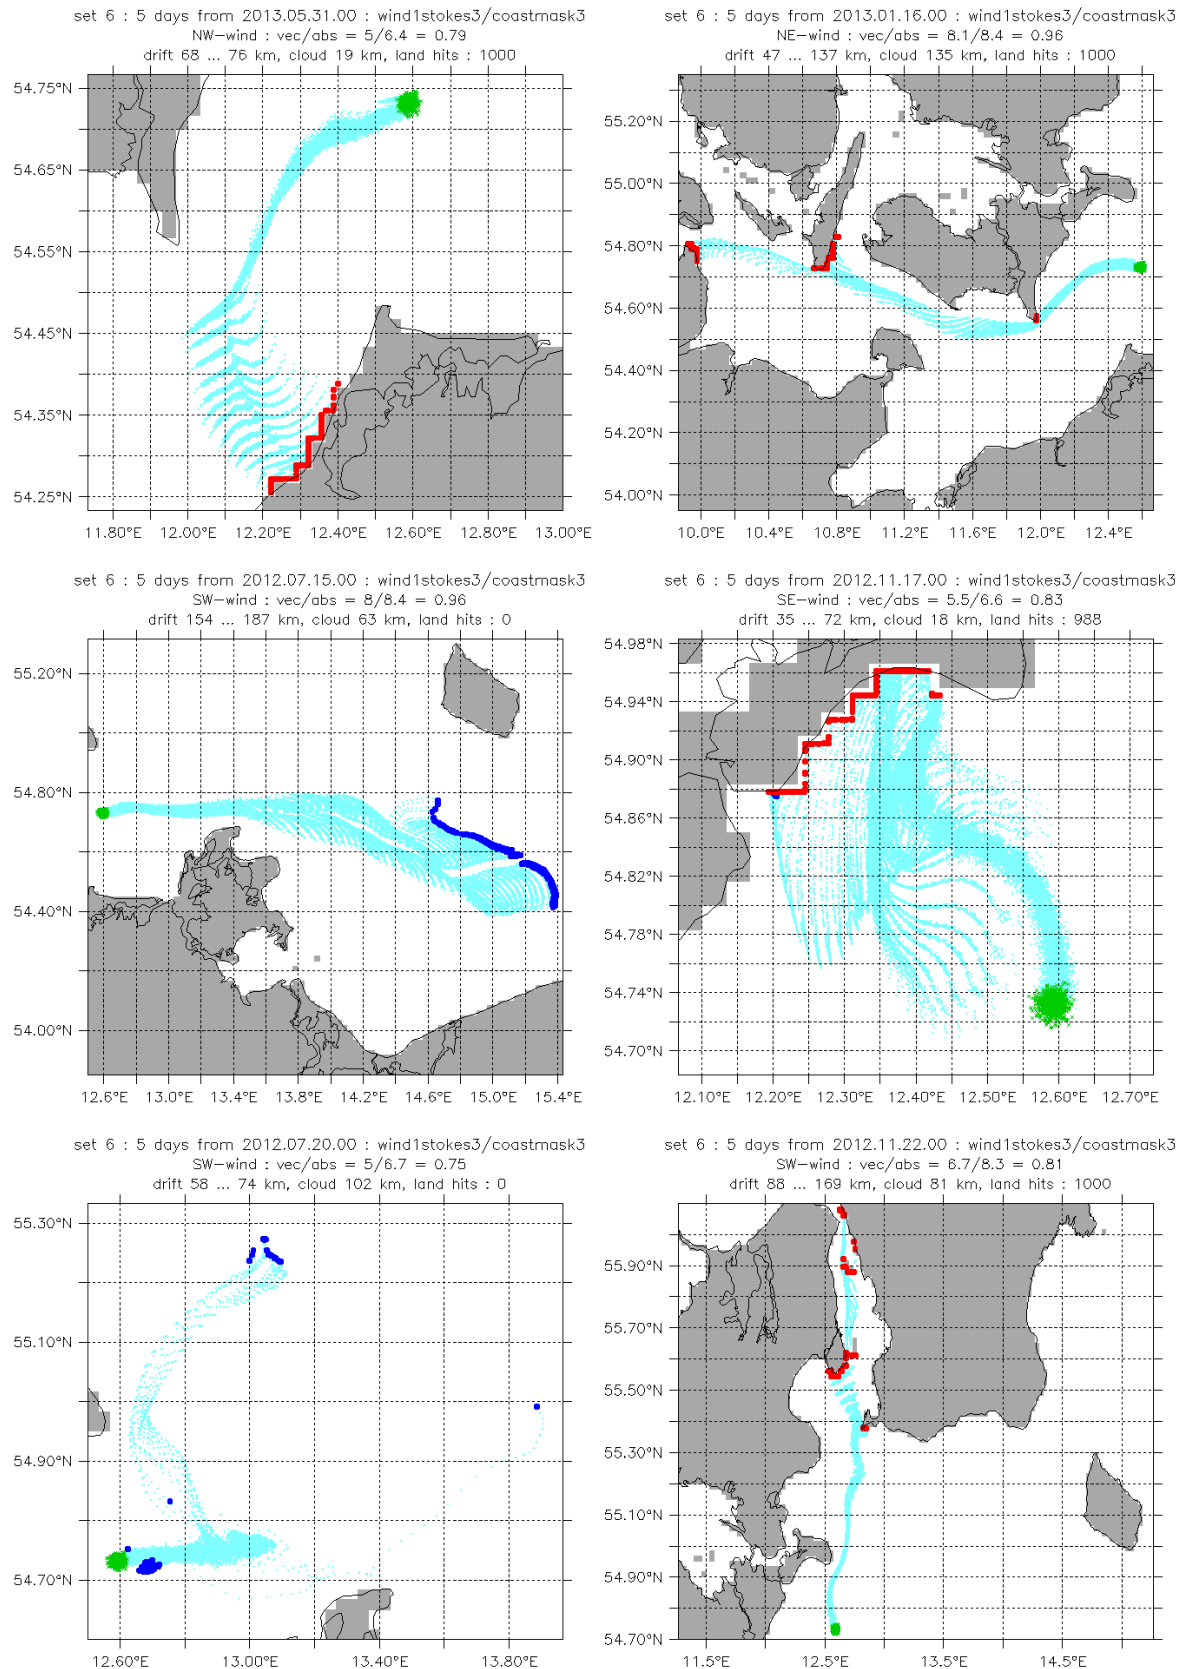 set 6 : 5 days from 2013.05.31.00 : wind1stokes3/coastmask3
NW-wind : vec/abs = 5/6.4 = 0.79
drift 68 ... 76 km, cloud 19 km, land hits : 1000
54.75°N
54.65°N
54.55°N
54.45°N
54.35°N
54.25°N
11.80°E 12.00°E 12.20°E 12.40°E 12.60°E 12.80°E 13.00°E
set 6 : 5 days from 2013.01.16.00 : wind1stokes3/coastmask3
NE-wind : vec/abs = 8.1/8.4 = 0.96
drift 47 ... 137 km, cloud 135 km, land hits : 1000
55.20°N
55.00°N
54.80°N
54.60°N
54.40°N
54.20°N
54.00°N
10.0°E 10.4°E 10.8°E 11.2°E 11.6°E 12.0°E 12.4°E
set 6 : 5 days from 2012.07.15.00 : wind1stokes3/coastmask3
SW-wind : vec/abs = 8/8.4 = 0.96
drift 154 ... 187 km, cloud 63 km, land hits : 0
55.20°N
54.80°N
54.40°N
54.00°N
12.6°E 13.0°E 13.4°E 13.8°E 14.2°E 14.6°E 15.0°E 15.4°E
set 6 : 5 days from 2012.11.17.00 : wind1stokes3/coastmask3
SE-wind : vec/abs = 5.5/6.6 = 0.83
drift 35 ... 72 km, cloud 18 km, land hits : 988
54.98°N
54.94°N
54.90°N
54.86°N
54.82°N
54.78°N
54.74°N
54.70°N
12.10°E 12.20°E 12.30°E 12.40°E 12.50°E 12.60°E 12.70°E
set 6 : 5 days from 2012.07.20.00 : wind1stokes3/coastmask3
SW-wind : vec/abs = 5/6.7 = 0.75
drift 58 ... 74 km, cloud 102 km, land hits : 0
55.30°N
55.10°N
54.90°N
54.70°N
12.60°E 13.00°E 13.40°E 13.80°E
set 6 : 5 days from 2012.11.22.00 : wind1stokes3/coastmask3
SW-wind : vec/abs = 6.7/8.3 = 0.81
drift 88 ... 169 km, cloud 81 km, land hits : 1000
55.90°N
55.70°N
55.50°N
55.30°N
55.10°N
54.90°N
54.70°N
11.5°E 12.5°E 13.5°E 14.5°E